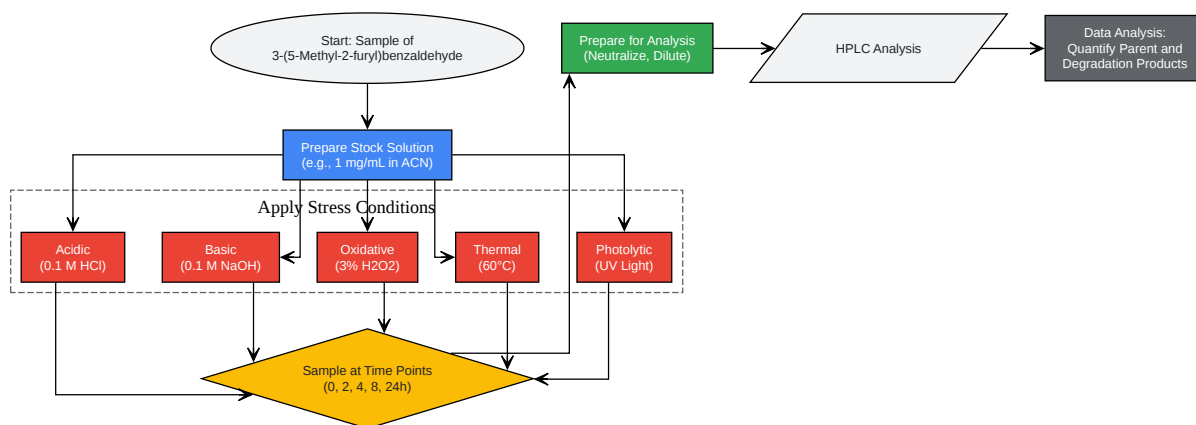 Start: Sample of
3-(5-Methyl-2-furyl)benzaldehyde
Prepare for Analysis
(Neutralize, Dilute)
HPLC Analysis
Data Analysis:
Quantify Parent and
Degradation Products
Prepare Stock Solution
(e.g., 1 mg/mL in ACN)
Apply Stress Conditions
Acidic
(0.1 M HCl)
Basic
(0.1 M NaOH)
Oxidative
(3% H2O2)
Thermal
(60°C)
Photolytic
(UV Light)
Sample at Time Points
(0, 2, 4, 8, 24h)